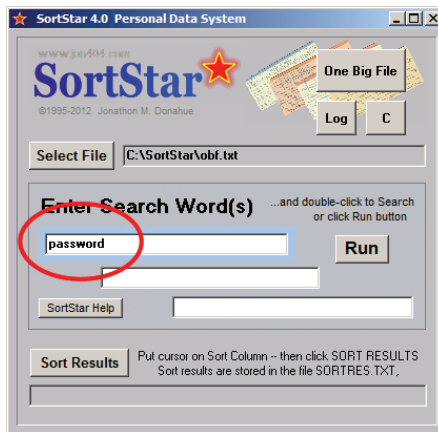 SortStar 4.0 Personal Data System
SortStar
©1995-2012 Jonathon M. Donahue
One Big File
Log
C
Select File
C:\SortStar\obf.txt
Enter Search Word(s)
...and double-click to Search
or click Run button
password
Run
SortStar Help
Sort Results
Put cursor on Sort Column -- then click SORT RESULTS
Sort results are stored in the file SORTRES.TXT,